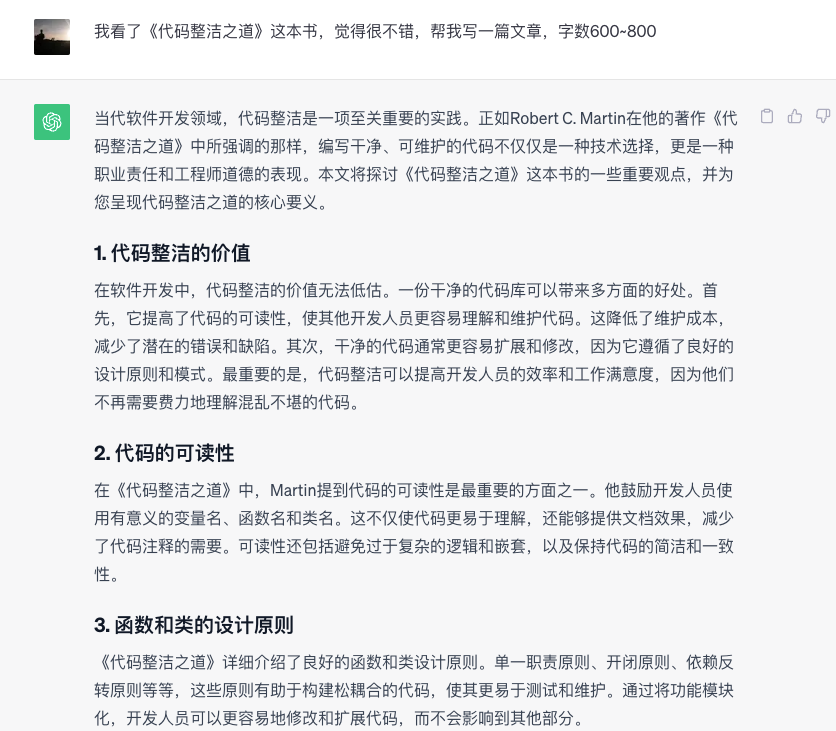 我看了《代码整洁之道》这本书，觉得很不错，帮我写一篇文章，字数600~800
当代软件开发领域，代码整洁是一项至关重要的实践。正如Robert C. Martin在他的著作《代
码整洁之道》中所强调的那样，编写干净、可维护的代码不仅仅是一种技术选择，更是一种
职业责任和工程师道德的表现。本文将探讨《代码整洁之道》这本书的一些重要观点，并为
您呈现代码整洁之道的核心要义。
1. 代码整洁的价值
在软件开发中，代码整洁的价值无法低估。一份干净的代码库可以带来多方面的好处。首
先，它提高了代码的可读性，使其他开发人员更容易理解和维护代码。这降低了维护成本，
减少了潜在的错误和缺陷。其次，干净的代码通常更容易扩展和修改，因为它遵循了良好的
设计原则和模式。最重要的是，代码整洁可以提高开发人员的效率和工作满意度，因为他们
不再需要费力地理解混乱不堪的代码。
2. 代码的可读性
在《代码整洁之道》中，Martin提到代码的可读性是最重要的方面之一。他鼓励开发人员使
用有意义的变量名、函数名和类名。这不仅使代码更易于理解，还能够提供文档效果，减少
了代码注释的需要。可读性还包括避免过于复杂的逻辑和嵌套，以及保持代码的简洁和一致
性。
3. 函数和类的设计原则
《代码整洁之道》详细介绍了良好的函数和类设计原则。单一职责原则、开闭原则、依赖反
转原则等等，这些原则有助于构建松耦合的代码，使其更易于测试和维护。通过将功能模块
化，开发人员可以更容易地修改和扩展代码，而不会影响到其他部分。